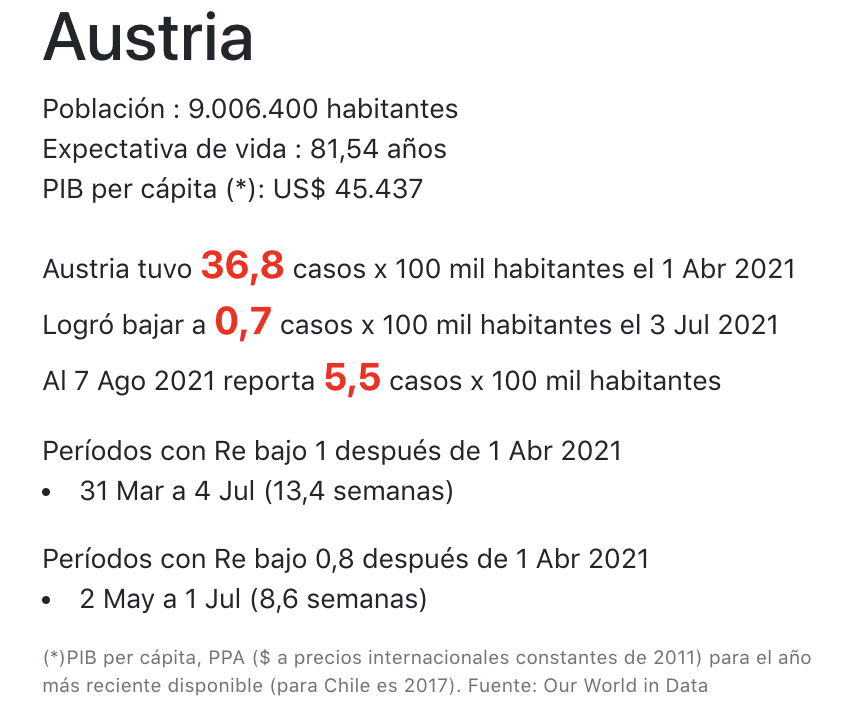 Austria
Población : 9.006.400 habitantes
Expectativa de vida : 81,54 años
PIB per cápita (*): US$ 45.437
Austria tuvo 36,8 casos x 100 mil habitantes el 1 Abr 2021
Logró bajar a 0,7 casos x 100 mil habitantes el 3 Jul 2021
Al 7 Ago 2021 reporta 5,5 casos x 100 mil habitantes
Períodos con Re bajo 1 después de 1 Abr 2021
• 31 Mar a 4 Jul (13,4 semanas)
Períodos con Re bajo 0,8 después de 1 Abr 2021
• 2 May a 1 Jul (8,6 semanas)
(*)PIB per cápita, PPA ($ a precios internacionales constantes de 2011) para el año
más reciente disponible (para Chile es 2017). Fuente: Our World in Data